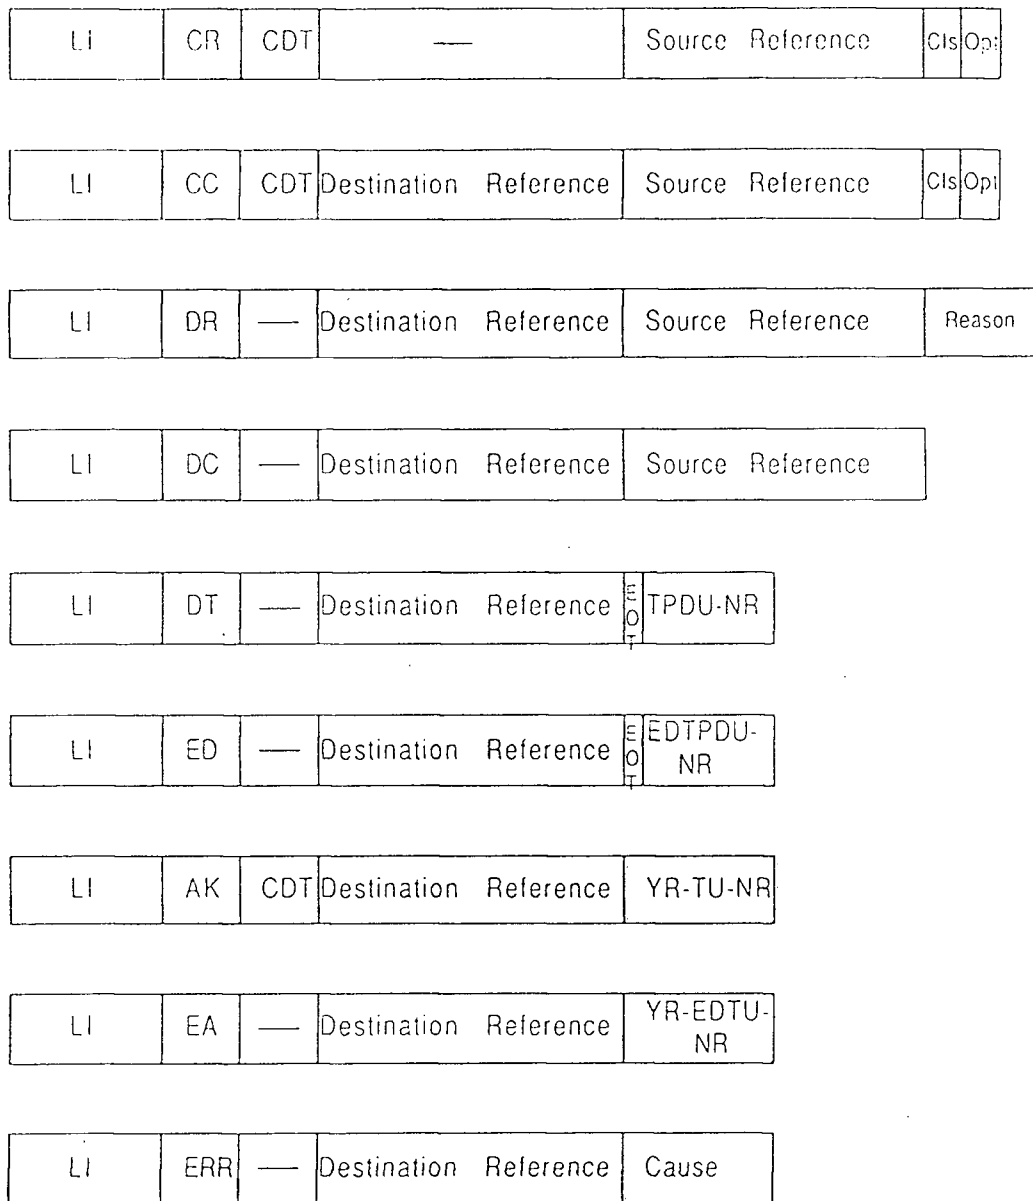 LI CR CDT — Source Reference Cls Opt
LI CC CDT Destination Reference Source Reference Cls Opt
LI DR — Destination Reference Source Reference Reason
LI DC — Destination Reference Source Reference
LI DT — Destination Reference EOT TPDU-NR
LI ED — Destination Reference EOT EDTPDU-
NR
LI AK CDT Destination Reference YR-TU-NR
LI EA — Destination Reference YR-EDTU-
NR
LI ERR — Destination Reference Cause